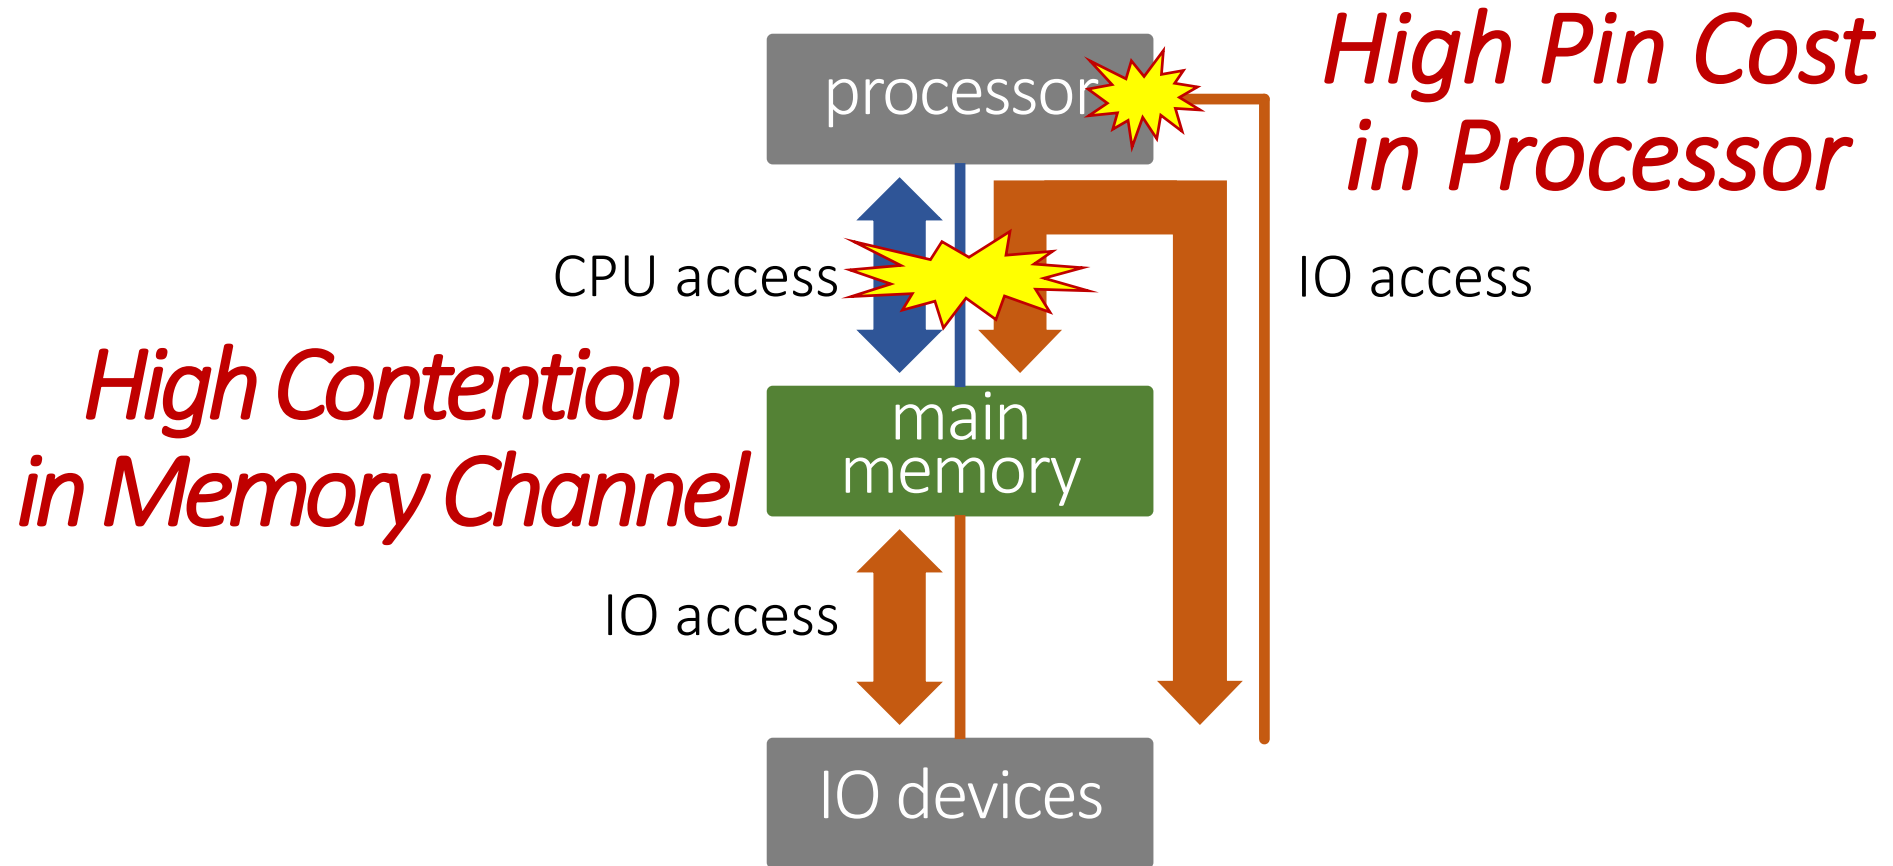 processor
High Pin Cost
in Processor
CPU access
IO access
High Contention
in Memory Channel
main
memory
IO access
IO devices